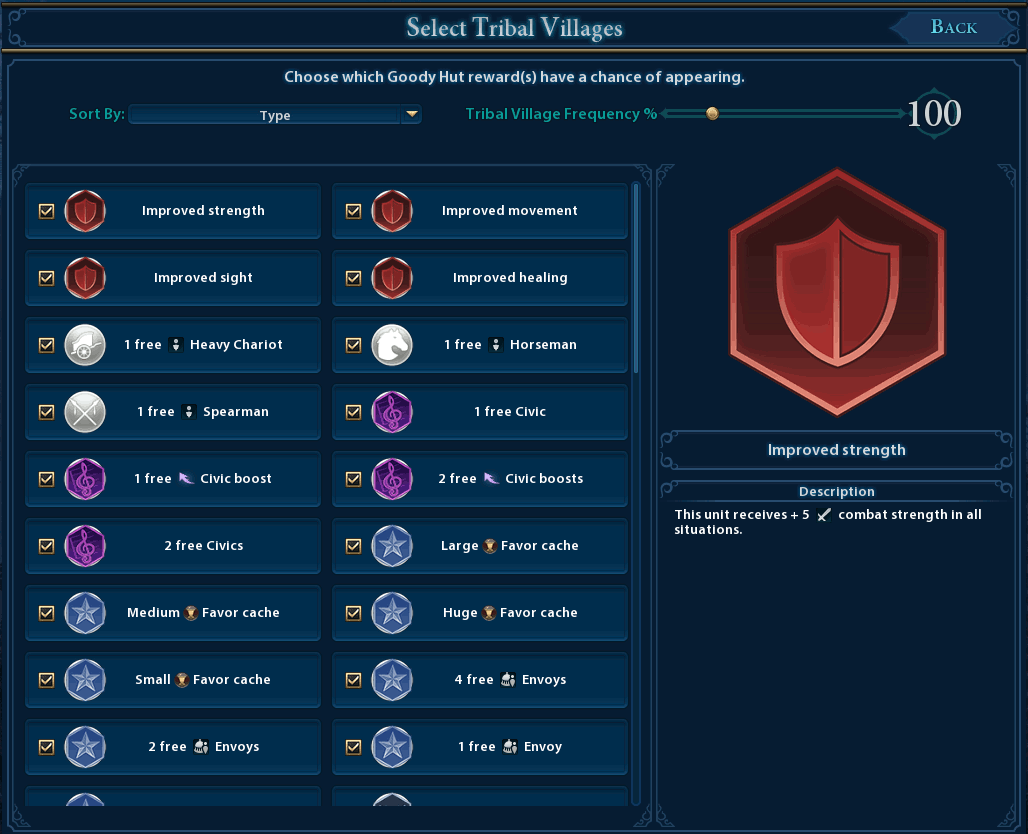 Select Tribal Villages
BACK
Choose which Goody Hut reward(s) have a chance of appearing.
Sort By: Type
Tribal Village Frequency % 100
Improved strength
Improved movement
Improved sight
Improved healing
1 free Heavy Chariot
1 free Horseman
1 free Spearman
1 free Civic
1 free Civic boost
2 free Civic boosts
2 free Civics
Large Favor cache
Medium Favor cache
Huge Favor cache
Small Favor cache
4 free Envoys
2 free Envoys
1 free Envoy
Improved strength
Description
This unit receives + 5 combat strength in all
situations.